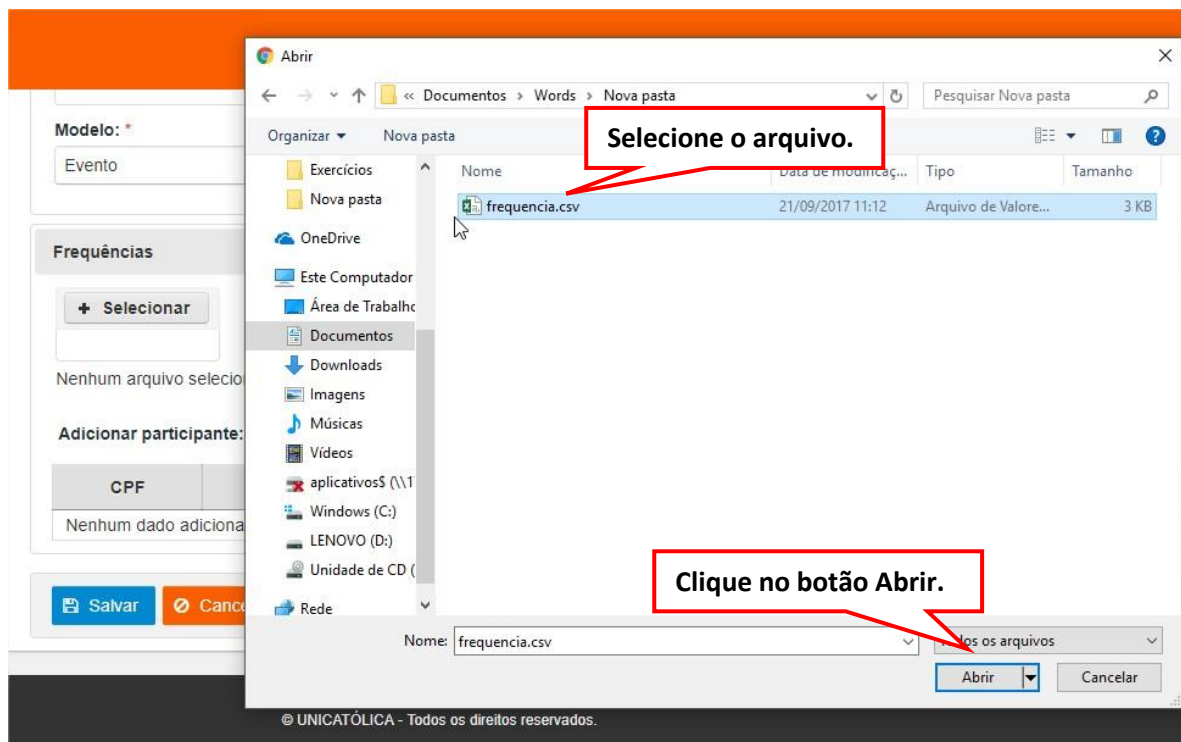 Abrir
« Documentos › Words › Nova pasta
Pesquisar Nova pasta
Organizar
Nova pasta
Selecione o arquivo.
Nome
Data de modificaç...
Tipo
Tamanho
frequencia.csv
21/09/2017 11:12
Arquivo de Valore...
3 KB
Exercícios
Nova pasta
OneDrive
Este Computador
Área de Trabalho
Documentos
Downloads
Imagens
Músicas
Vídeos
aplicativos$ (\\1
Windows (C:)
LENOVO (D:)
Unidade de CD (
Rede
Modelo: *
Evento
Frequências
+ Selecionar
Nenhum arquivo selecio
Adicionar participante:
CPF
Nenhum dado adiciona
Salvar
Cance
Clique no botão Abrir.
Nome: frequencia.csv
os arquivos
Abrir
Cancelar
© UNICATÓLICA - Todos os direitos reservados.